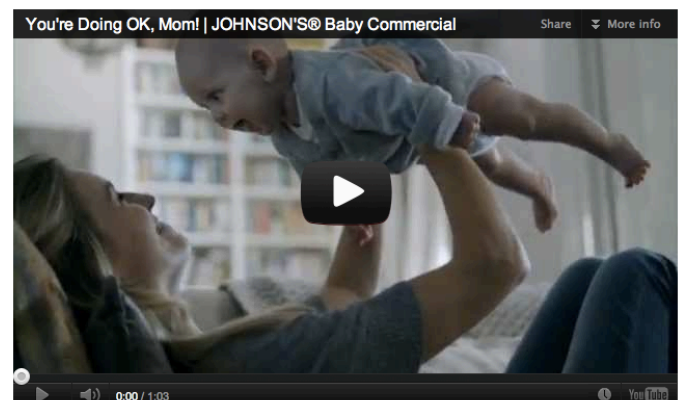 You're Doing OK, Mom! | JOHNSON'S® Baby Commercial
Share
More info
0:00 / 1:03
YouTube